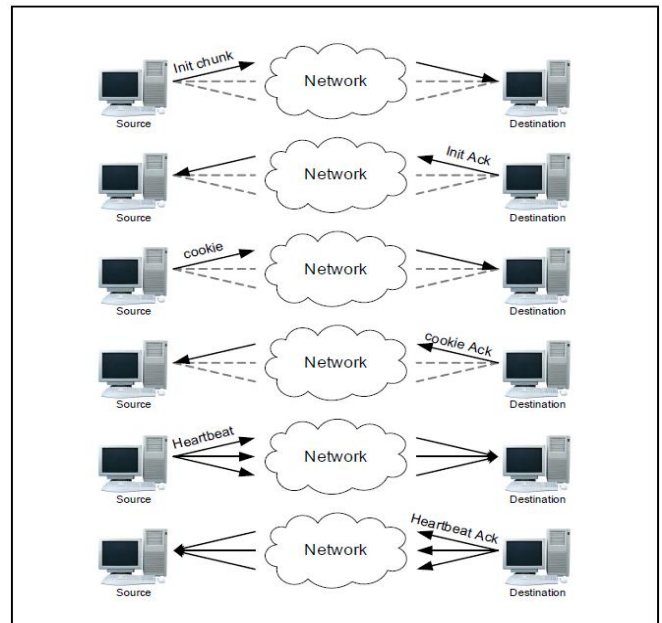 Init chunk
Network
Source
Destination
Init Ack
Network
Source
Destination
cookie
Network
Source
Destination
cookie Ack
Network
Source
Destination
Heartbeat
Network
Source
Destination
Heartbeat Ack
Network
Source
Destination